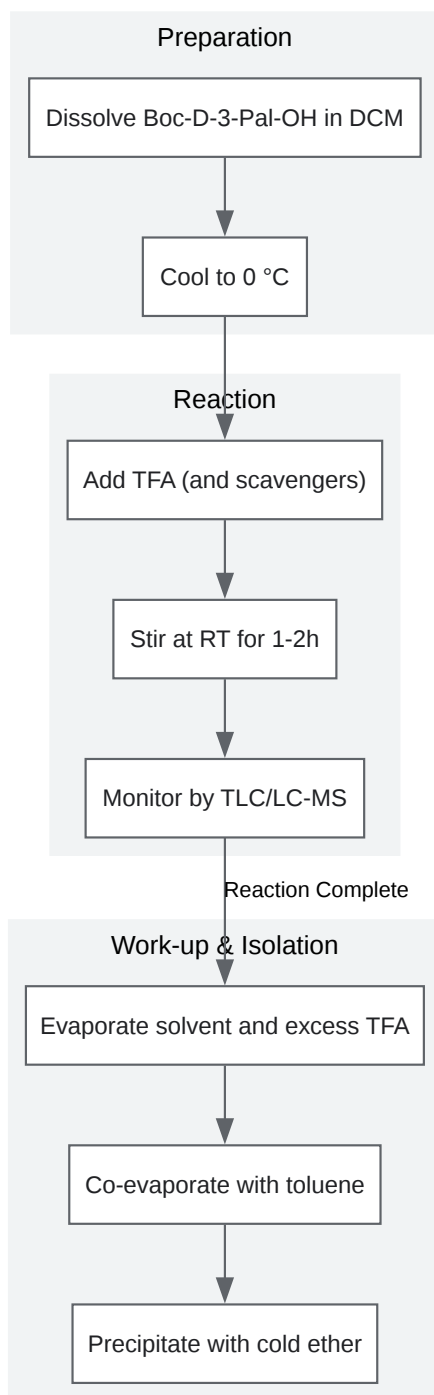 Preparation
Dissolve Boc-D-3-Pal-OH in DCM
Cool to 0 °C
Reaction
Add TFA (and scavengers)
Stir at RT for 1-2h
Monitor by TLC/LC-MS
Reaction Complete
Work-up & Isolation
Evaporate solvent and excess TFA
Co-evaporate with toluene
Precipitate with cold ether